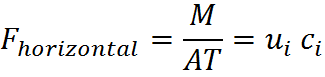 F_horizontal = M/AT = u_i c_i